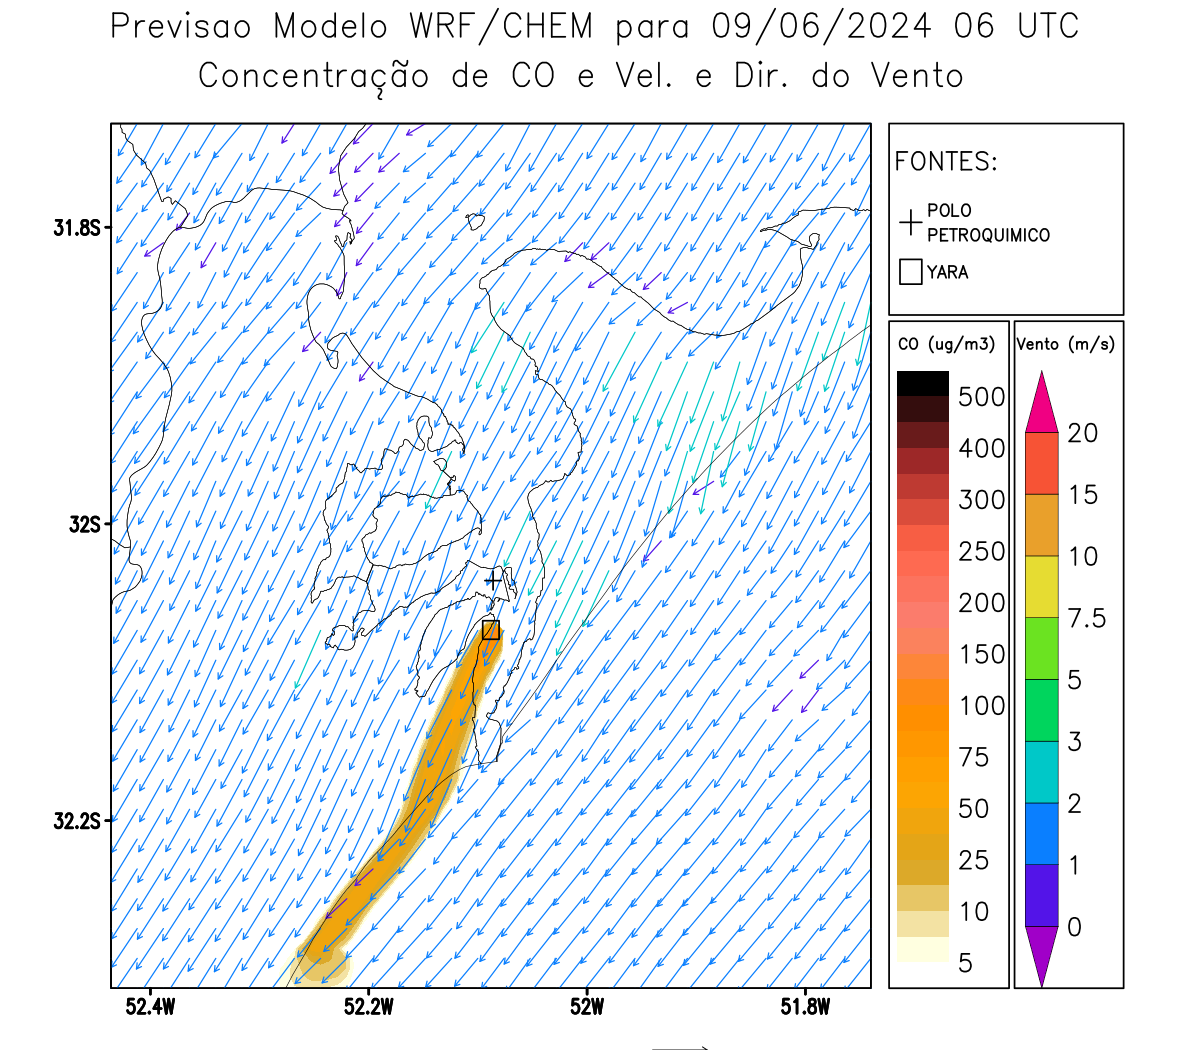 Previsao Modelo WRF/CHEM para 09/06/2024 06 UTC
Concentração de CO e Vel. e Dir. do Vento
FONTES:
POLO
PETROQUIMICO
YARA
31.8S
32S
32.2S
52.4W
52.2W
52W
51.8W
CO (ug/m3)
500
400
300
250
200
150
100
75
50
25
10
5
Vento (m/s)
20
15
10
7.5
5
3
2
1
0